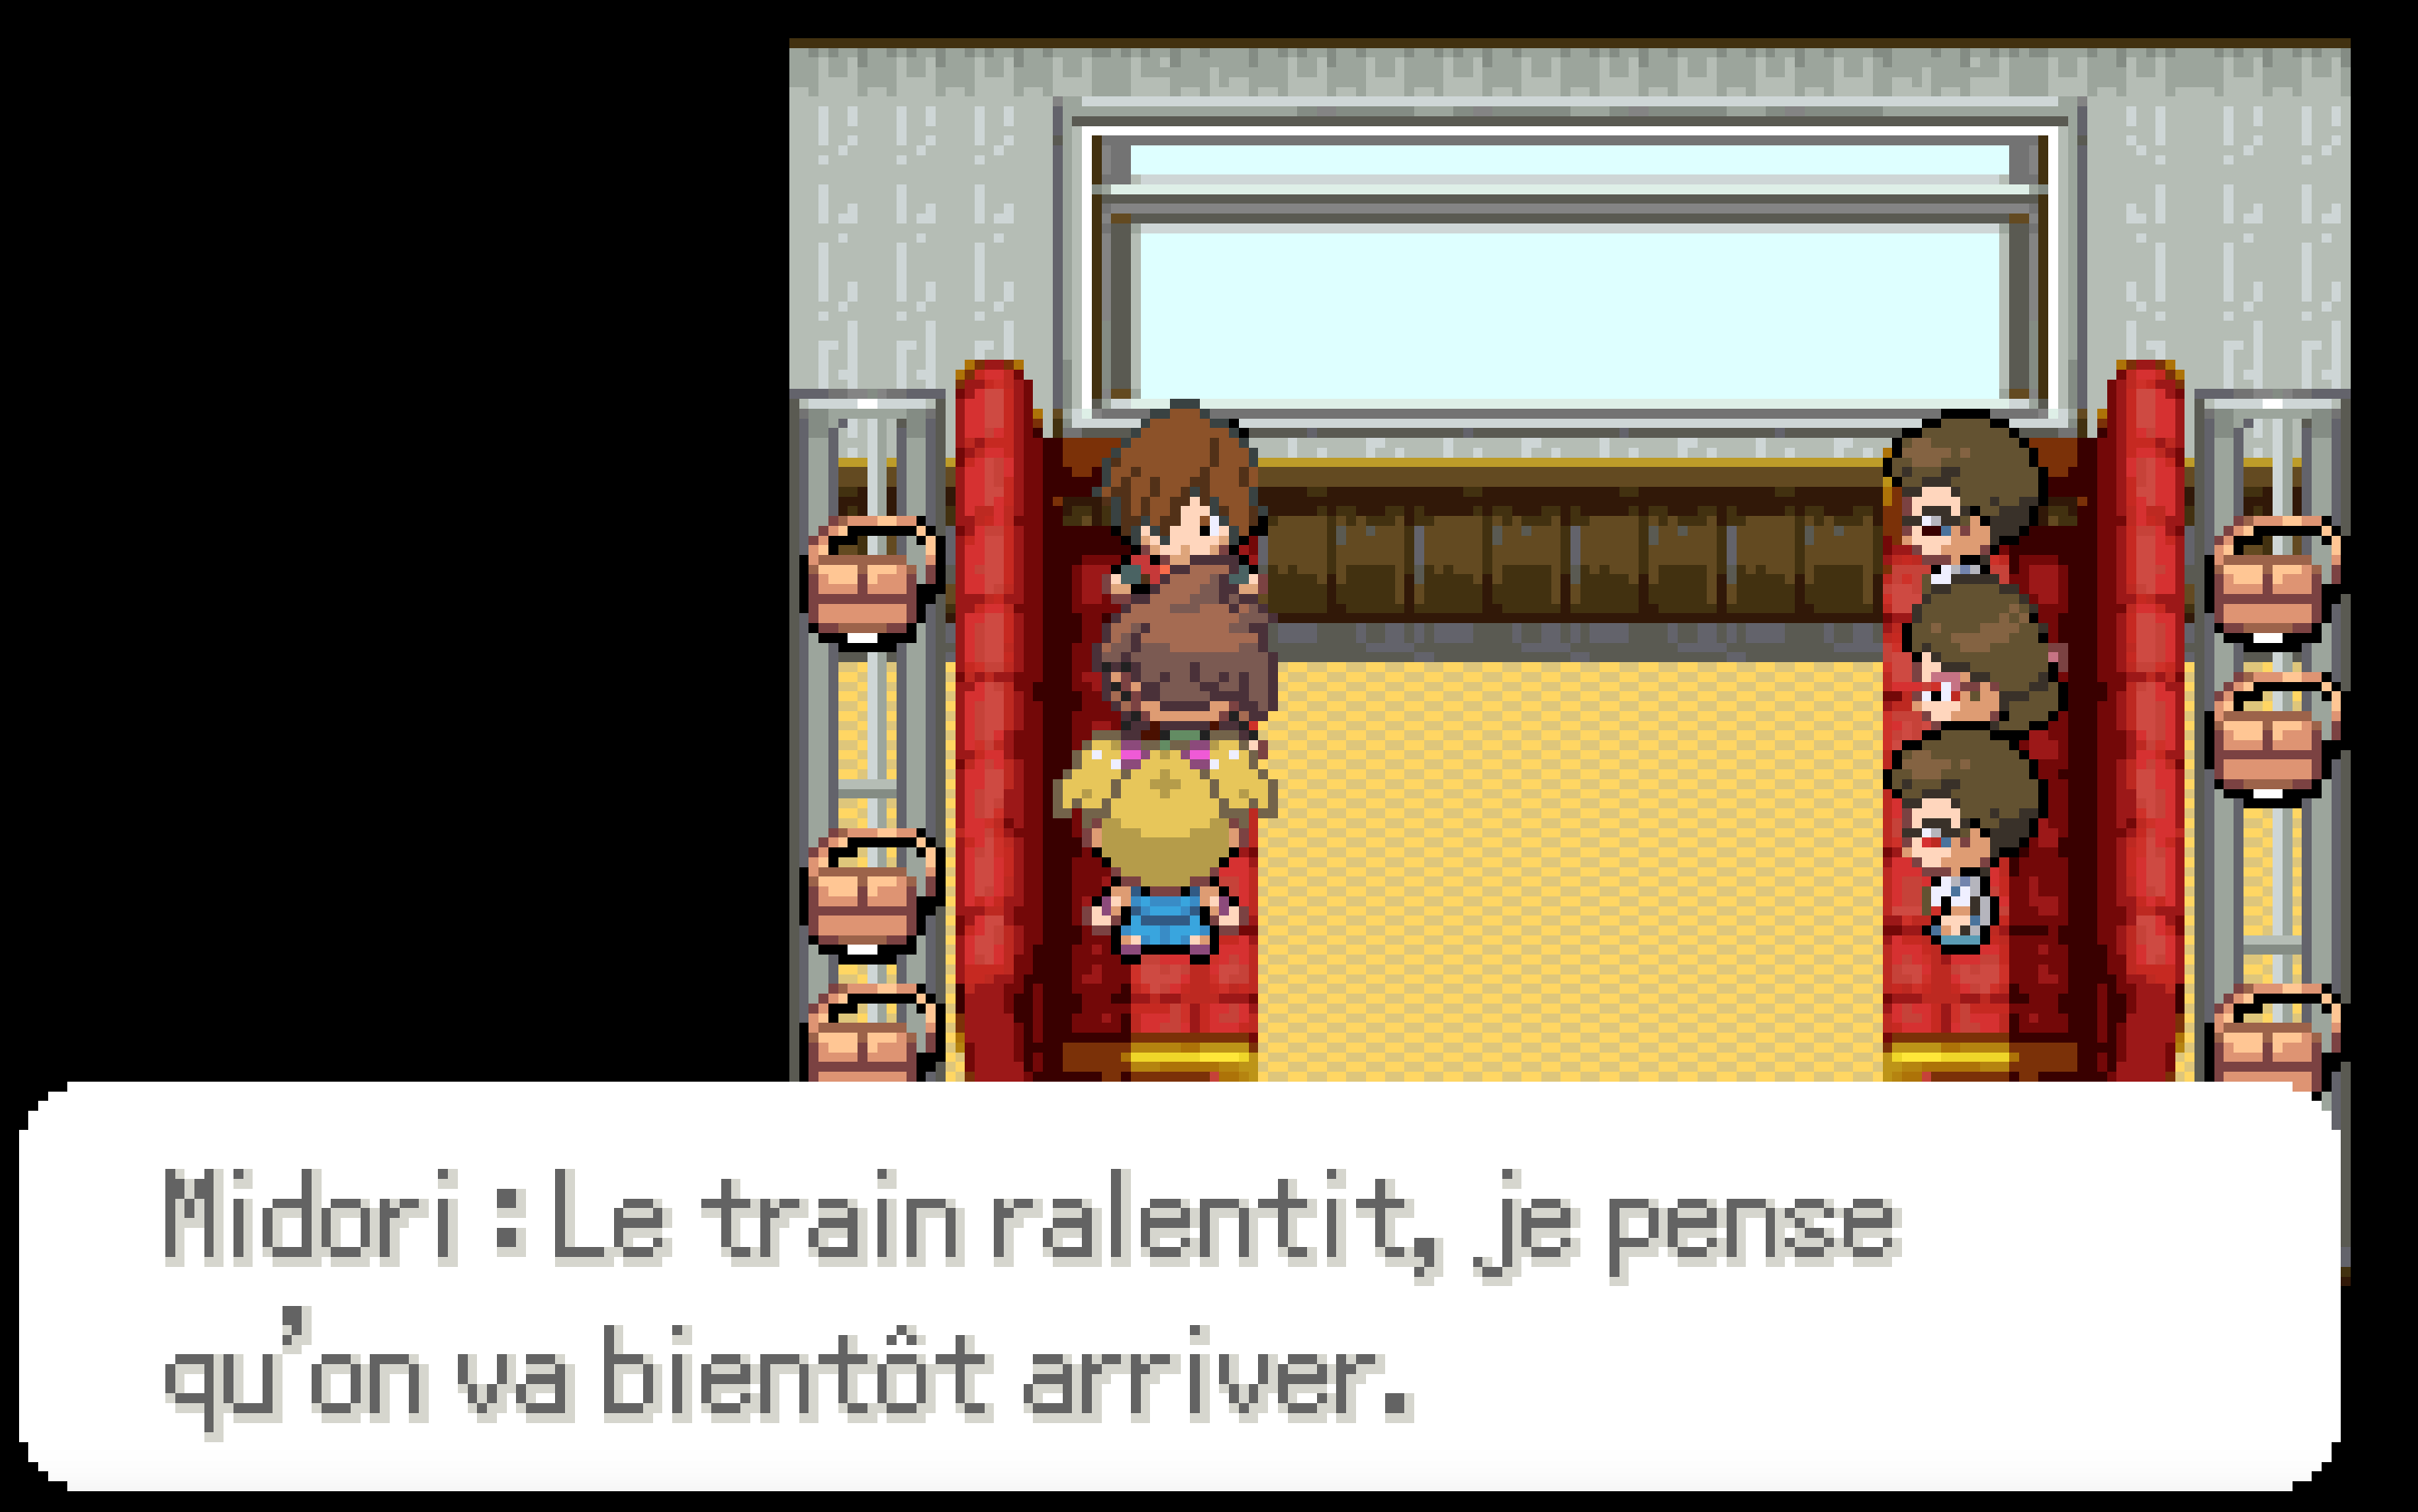 Midori : Le train ralentit, je pense
qu'on va bientôt arriver.